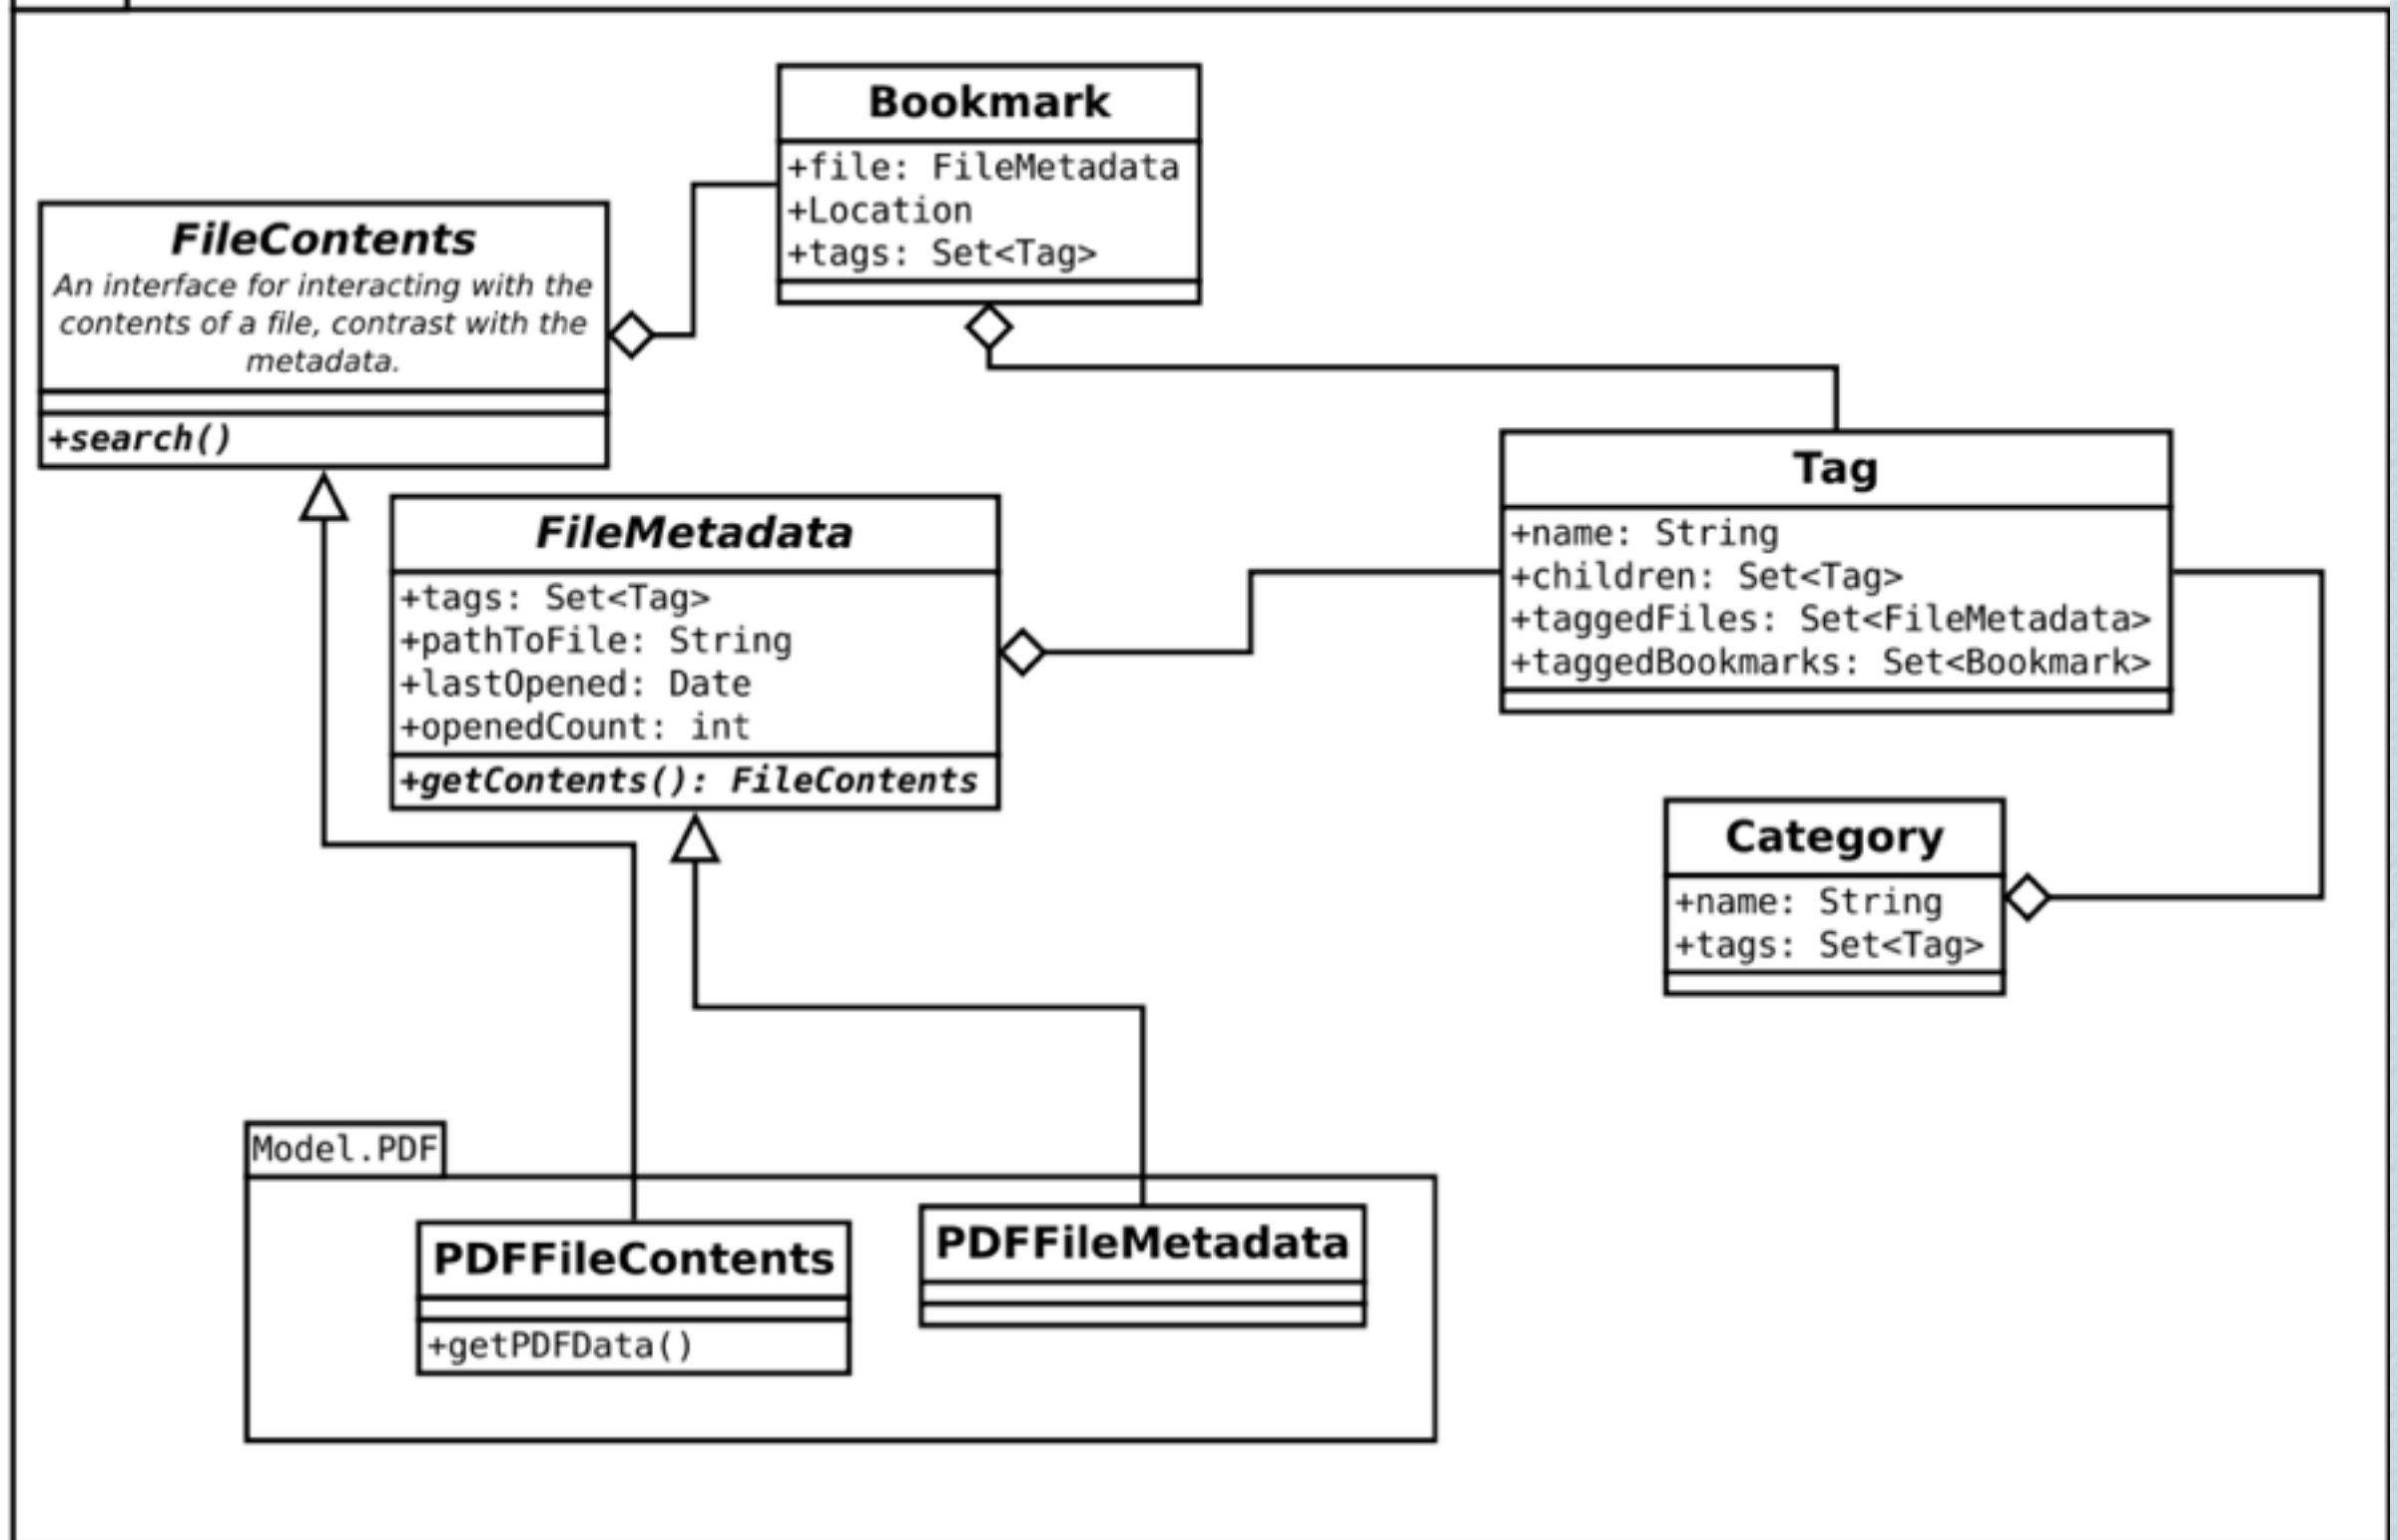 Bookmark
+file: FileMetadata
+Location
+tags: Set<Tag>
FileContents
An interface for interacting with the
contents of a file, contrast with the
metadata.
+search()
Tag
+name: String
+children: Set<Tag>
+taggedFiles: Set<FileMetadata>
+taggedBookmarks: Set<Bookmark>
FileMetadata
+tags: Set<Tag>
+pathToFile: String
+lastOpened: Date
+openedCount: int
+getContents(): FileContents
Category
+name: String
+tags: Set<Tag>
Model.PDF
PDFFileContents
+getPDFData()
PDFFileMetadata